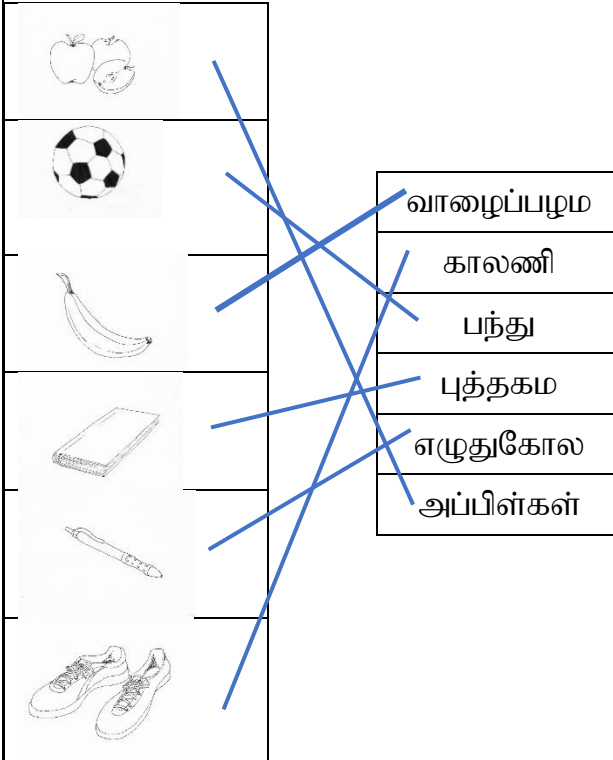 வாழைப்பழம
காலணி
பந்து
புத்தகம
எழுதுகோல
அப்பிள்கள்